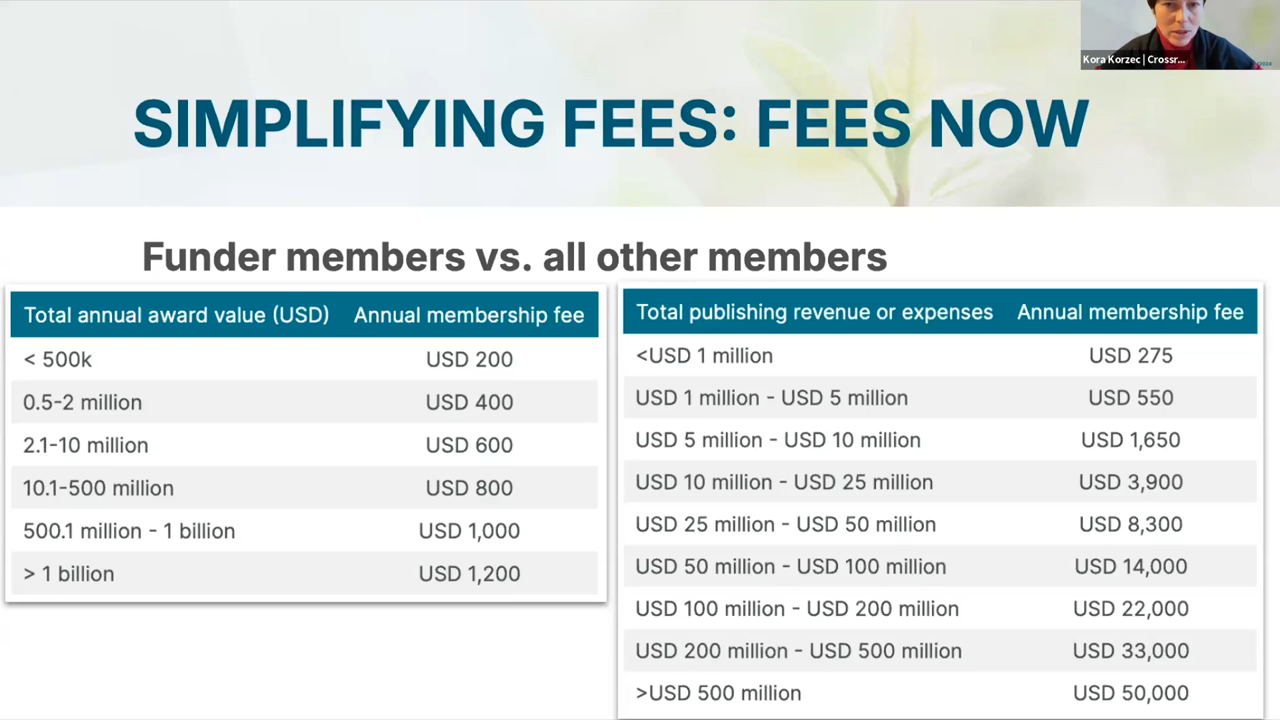 Kora Korzec | Crossr...
SIMPLIFYING FEES: FEES NOW
Funder members vs. all other members
Total annual award value (USD) Annual membership fee
< 500k USD 200
0.5-2 million USD 400
2.1-10 million USD 600
10.1-500 million USD 800
500.1 million - 1 billion USD 1,000
> 1 billion USD 1,200
Total publishing revenue or expenses Annual membership fee
<USD 1 million USD 275
USD 1 million - USD 5 million USD 550
USD 5 million - USD 10 million USD 1,650
USD 10 million - USD 25 million USD 3,900
USD 25 million - USD 50 million USD 8,300
USD 50 million - USD 100 million USD 14,000
USD 100 million - USD 200 million USD 22,000
USD 200 million - USD 500 million USD 33,000
>USD 500 million USD 50,000